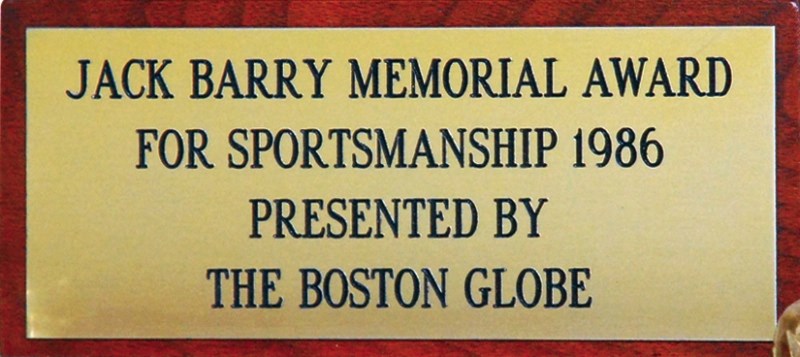 JACK BARRY MEMORIAL AWARD
FOR SPORTSMANSHIP 1986
PRESENTED BY
THE BOSTON GLOBE